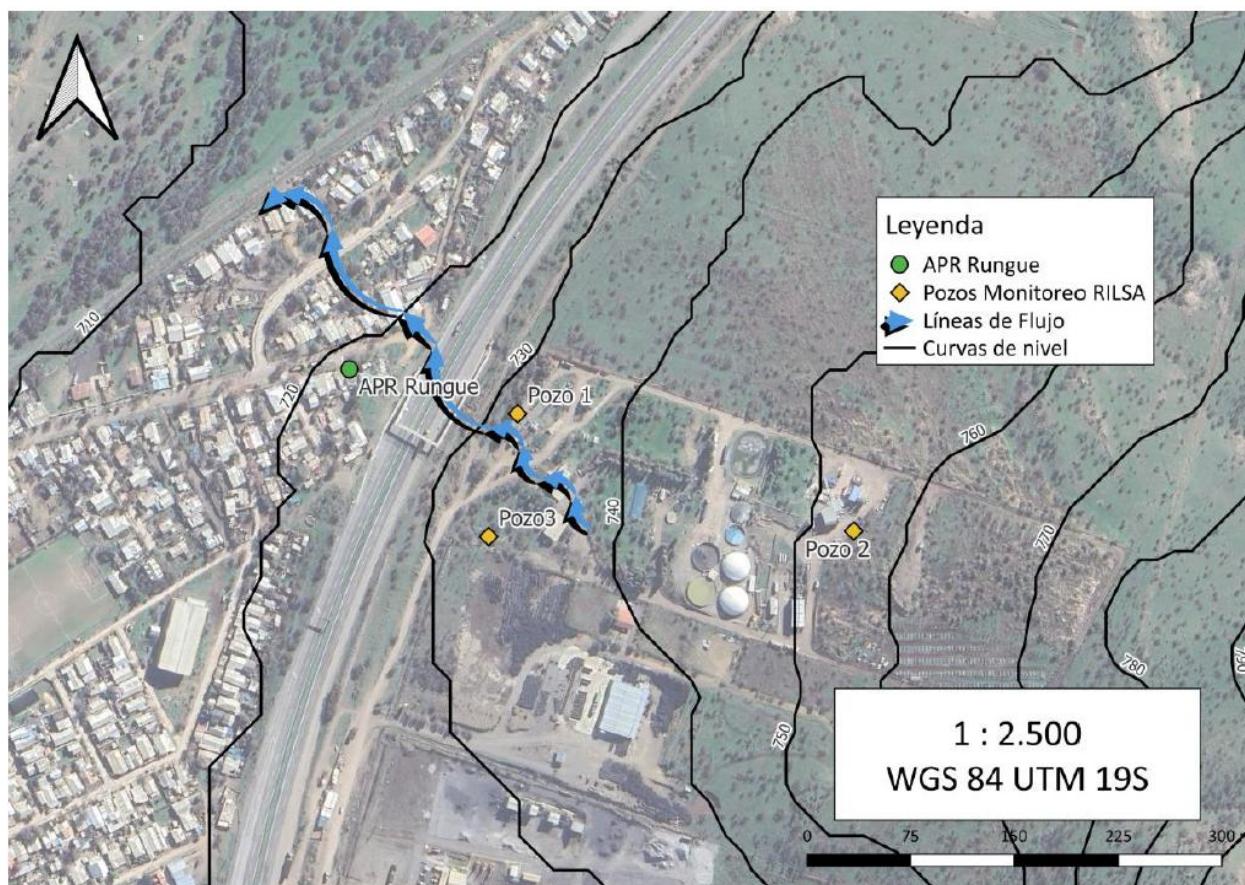 Leyenda
APR Rungue
Pozos Monitoreo RILSA
Líneas de Flujo
Curvas de nivel
710
720
730
APR Rungue
Pozo 1
760
Pozo3
740
Pozo 2
770
780
790
750
1 : 2.500
WGS 84 UTM 19S
0 75 150 225 300